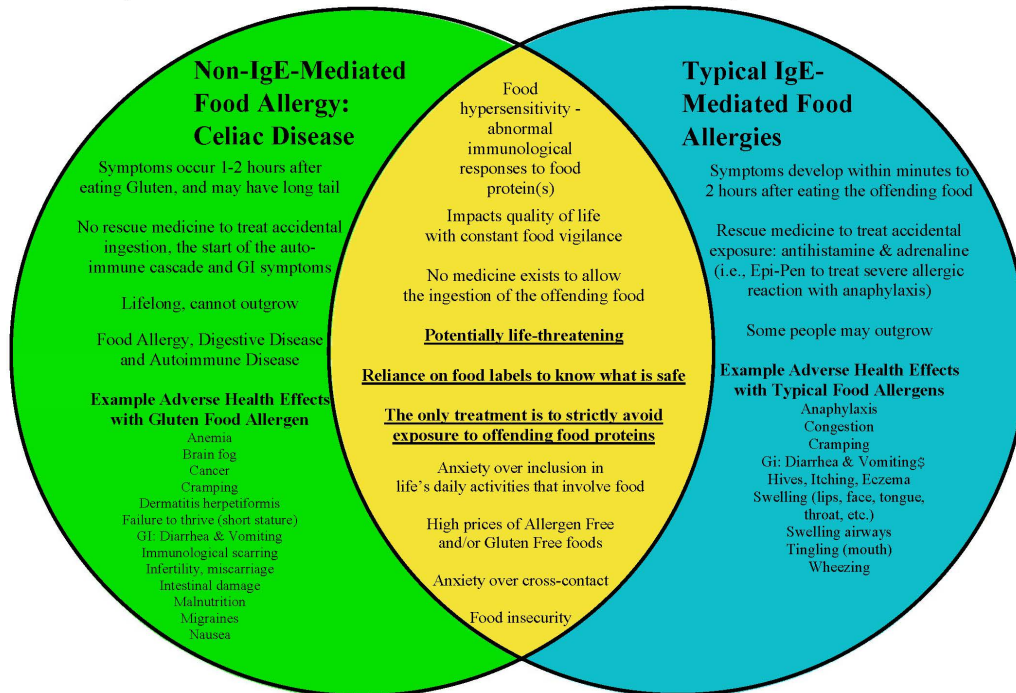 Non-IgE-Mediated
Food Allergy:
Celiac Disease
Symptoms occur 1-2 hours after
eating Gluten, and may have long tail
No rescue medicine to treat accidental
ingestion, the start of the auto-
immune cascade and GI symptoms
Lifelong, cannot outgrow
Food Allergy, Digestive Disease
and Autoimmune Disease
Example Adverse Health Effects
with Gluten Food Allergen
Anemia
Brain fog
Cancer
Cramping
Dermatitis herpetiformis
Failure to thrive (short stature)
GI: Diarrhea & Vomiting
Immunological scarring
Infertility, miscarriage
Intestinal damage
Malnutrition
Migraines
Nausea
Food
hypersensitivity -
abnormal
immunological
responses to food
protein(s)
Impacts quality of life
with constant food vigilance
No medicine exists to allow
the ingestion of the offending food
Potentially life-threatening
Reliance on food labels to know what is safe
The only treatment is to strictly avoid
exposure to offending food proteins
Anxiety over inclusion in
life's daily activities that involve food
High prices of Allergen Free
and/or Gluten Free foods
Anxiety over cross-contact
Food insecurity
Typical IgE-
Mediated Food
Allergies
Symptoms develop within minutes to
2 hours after eating the offending food
Rescue medicine to treat accidental
exposure: antihistamine & adrenaline
(i.e., Epi-Pen to treat severe allergic
reaction with anaphylaxis)
Some people may outgrow
Example Adverse Health Effects
with Typical Food Allergens
Anaphylaxis
Congestion
Cramping
Gi: Diarrhea & Vomiting$
Hives, Itching, Eczema
Swelling (lips, face, tongue,
throat, etc.)
Swelling airways
Tingling (mouth)
Wheezing